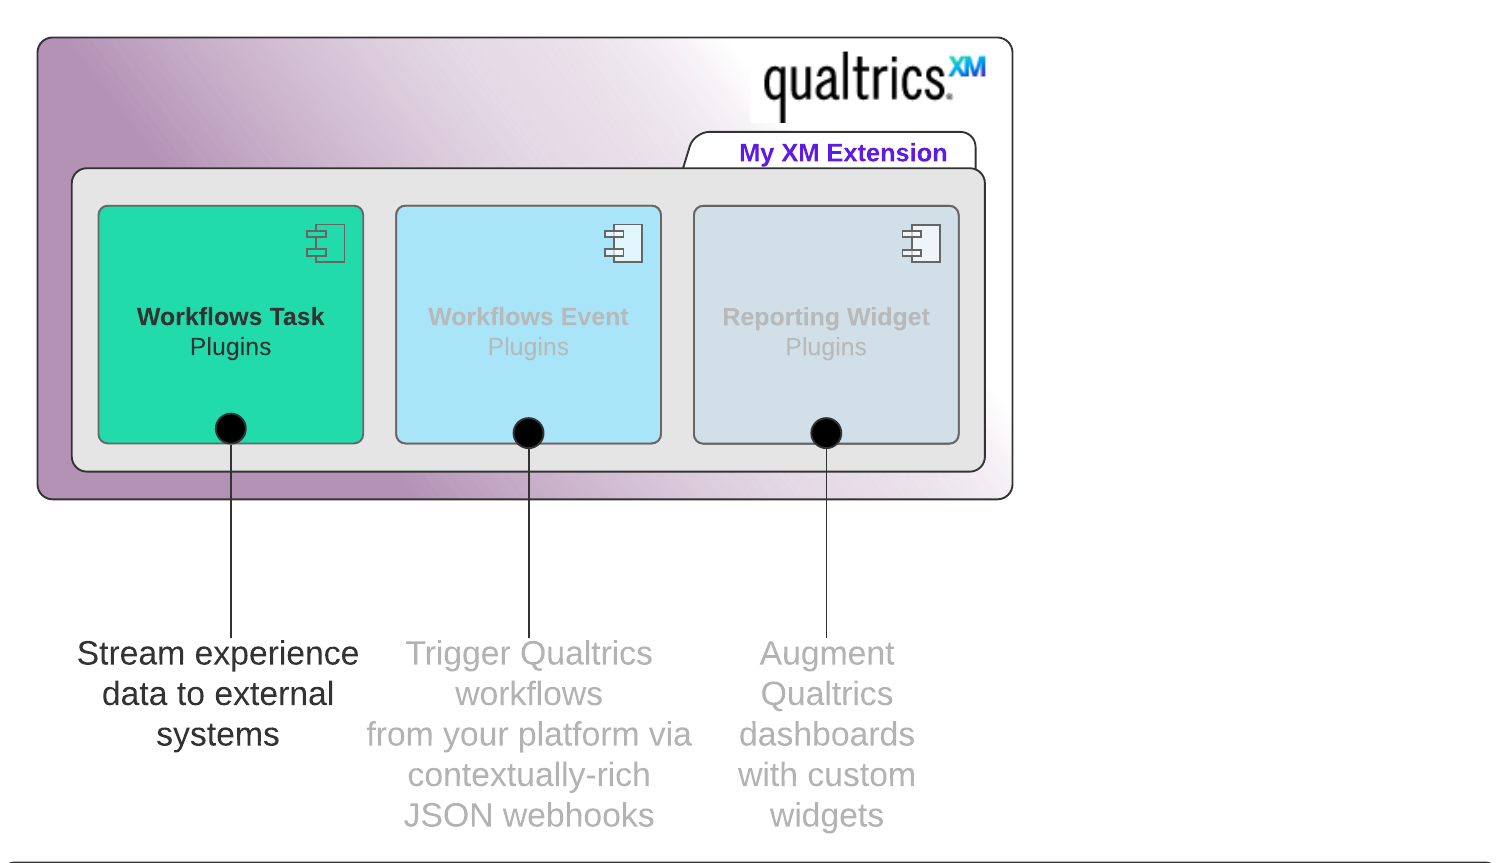 qualtrics.XM
My XM Extension
Workflows Task
Plugins
Workflows Event
Plugins
Reporting Widget
Plugins
Stream experience
data to external
systems
Trigger Qualtrics
workflows
from your platform via
contextually-rich
JSON webhooks
Augment
Qualtrics
dashboards
with custom
widgets